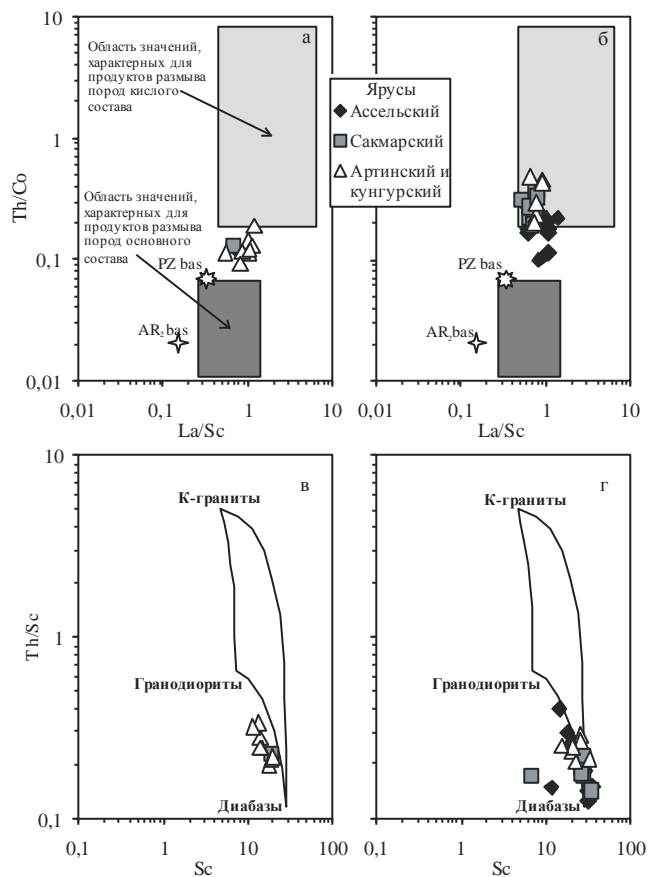 10
1
0,1
0,01
Th/Co
0,01
0,1
1
10
La/Sc
а
Область значений,
характерных для
продуктов размыва
пород кислого
состава
Область значений,
характерных для
продуктов размыва
пород основного
состава
PZ bas
AR₂ bas
Ярусы
Ассельский
Сакмарский
Артинский и
кунгурский
б
PZ bas
AR₂bas
0,01
0,1
1
10
La/Sc
10
1
0,1
Th/Sc
в
К-граниты
Гранодиориты
Диабазы
0,1
1
10
100
Sc
г
К-граниты
Гранодиориты
Диабазы
0,1
1
10
100
Sc